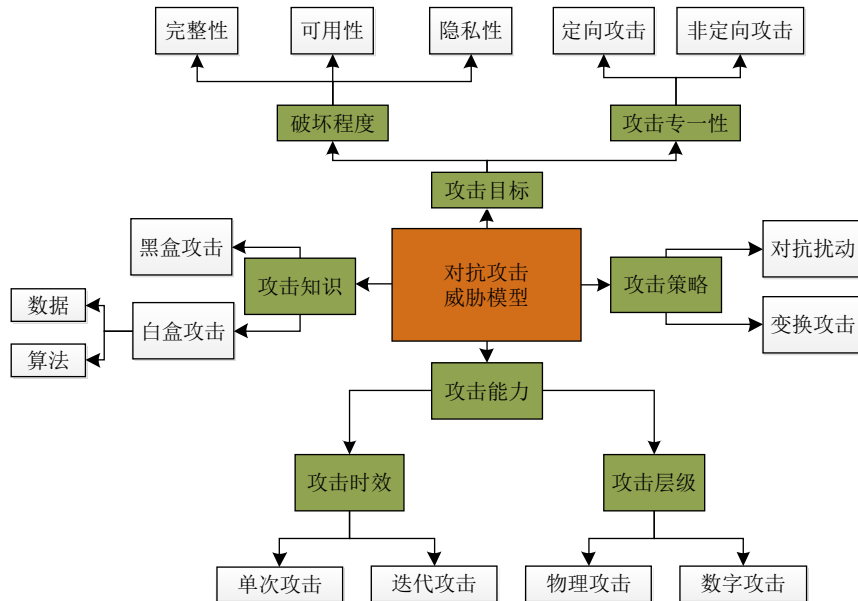 完整性
可用性
隐私性
定向攻击
非定向攻击
破坏程度
攻击专一性
攻击目标
黑盒攻击
攻击知识
对抗攻击
威胁模型
攻击策略
对抗扰动
数据
白盒攻击
变换攻击
算法
攻击能力
攻击时效
攻击层级
单次攻击
迭代攻击
物理攻击
数字攻击